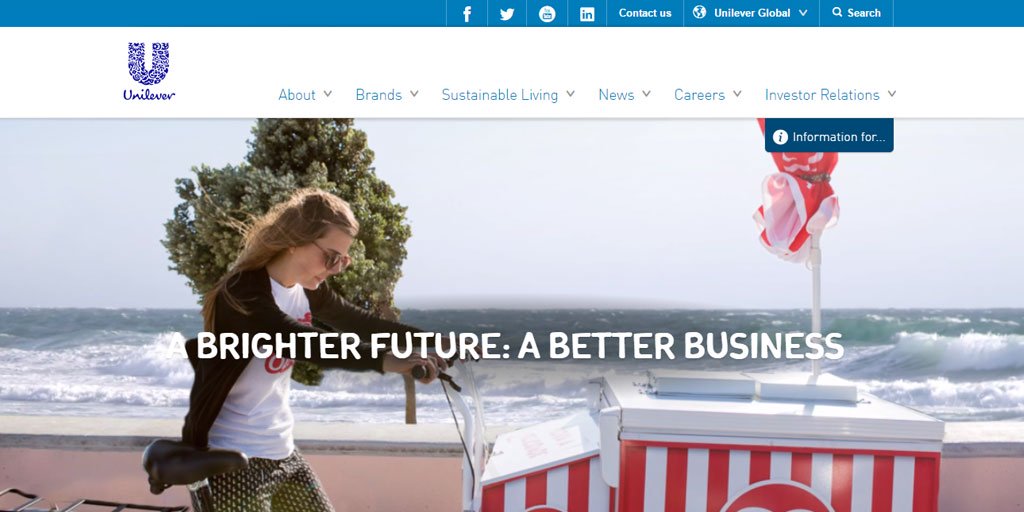 Contact us
Unilever Global
Search
Unilever
About
Brands
Sustainable Living
News
Careers
Investor Relations
Information for...
A BRIGHTER FUTURE: A BETTER BUSINESS